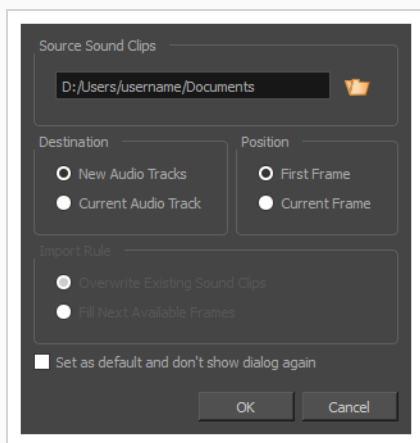 Source Sound Clips
D:/Users/username/Documents
Destination
New Audio Tracks
Current Audio Track
Position
First Frame
Current Frame
Import Rule
Overwrite Existing Sound Clips
Fill Next Available Frames
Set as default and don't show dialog again
OK
Cancel